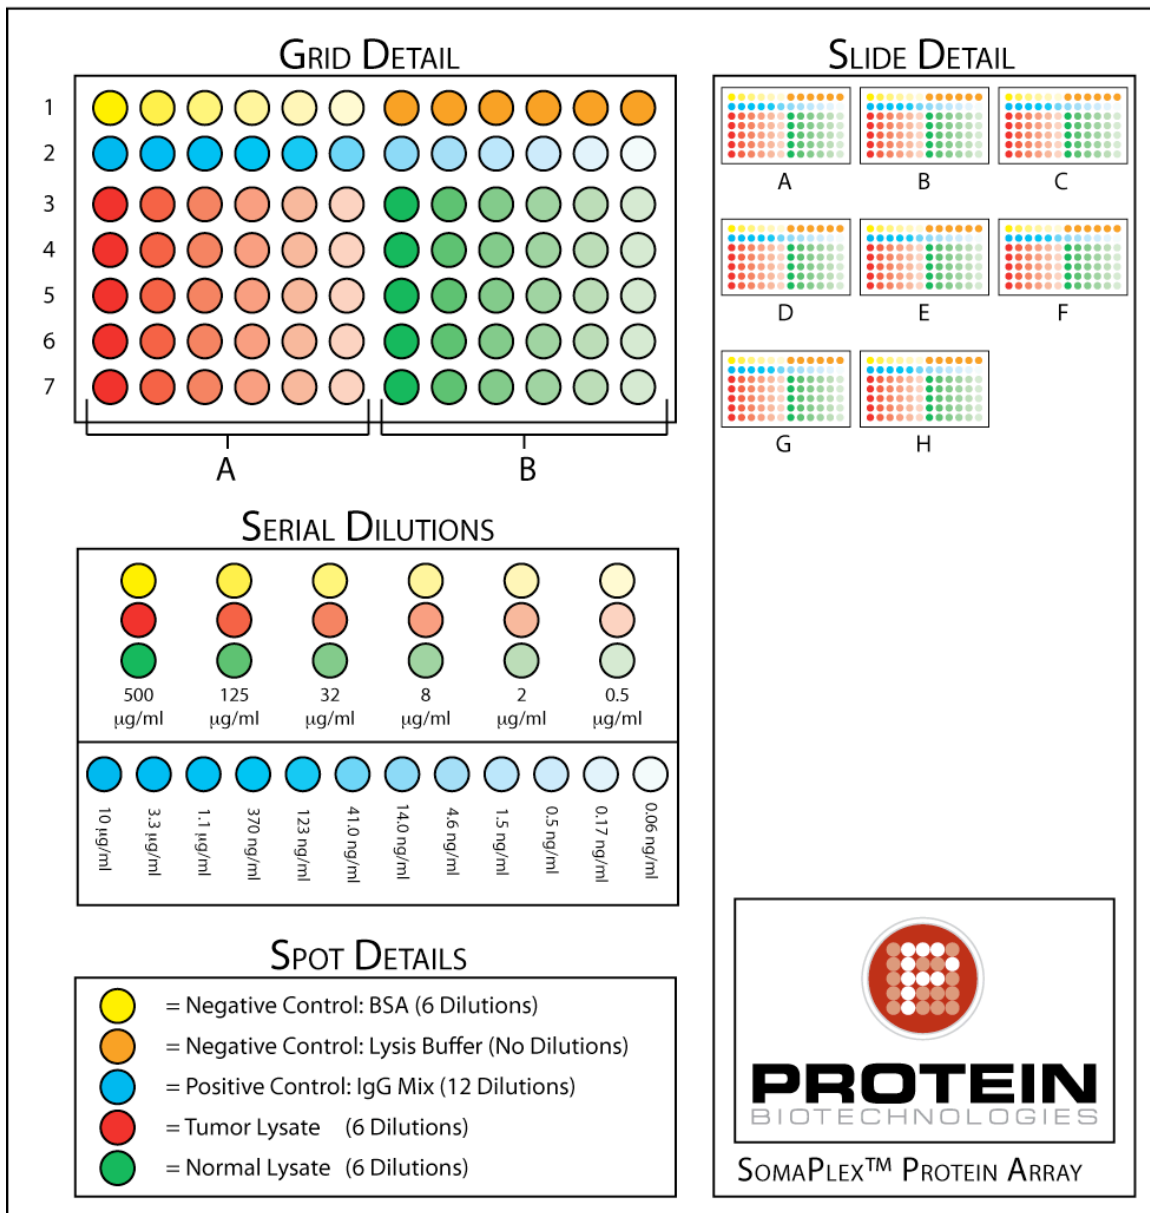 GRID DETAIL
1
2
3
4
5
6
7
A
B
SERIAL DILUTIONS
500 μg/ml
125 μg/ml
32 μg/ml
8 μg/ml
2 μg/ml
0.5 μg/ml
10 μg/ml
3.3 μg/ml
1.1 μg/ml
370 ng/ml
123 ng/ml
41.0 ng/ml
14.0 ng/ml
4.6 ng/ml
1.5 ng/ml
0.5 ng/ml
0.17 ng/ml
0.06 ng/ml
SPOT DETAILS
= Negative Control: BSA (6 Dilutions)
= Negative Control: Lysis Buffer (No Dilutions)
= Positive Control: IgG Mix (12 Dilutions)
= Tumor Lysate (6 Dilutions)
= Normal Lysate (6 Dilutions)
SLIDE DETAIL
A
B
C
D
E
F
G
H
P
PROTEIN
BIOTECHNOLOGIES
SOMAPLEX™ PROTEIN ARRAY